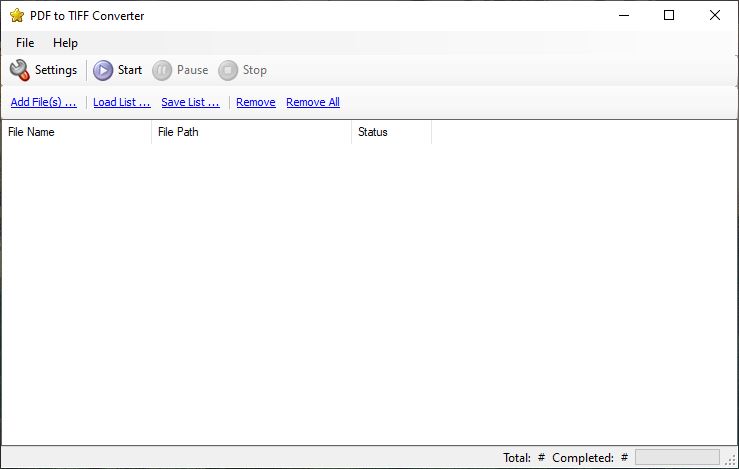 PDF to TIFF Converter
File Help
Settings Start Pause Stop
Add File(s) ... Load List ... Save List ... Remove Remove All
File Name File Path Status
Total: # Completed: #